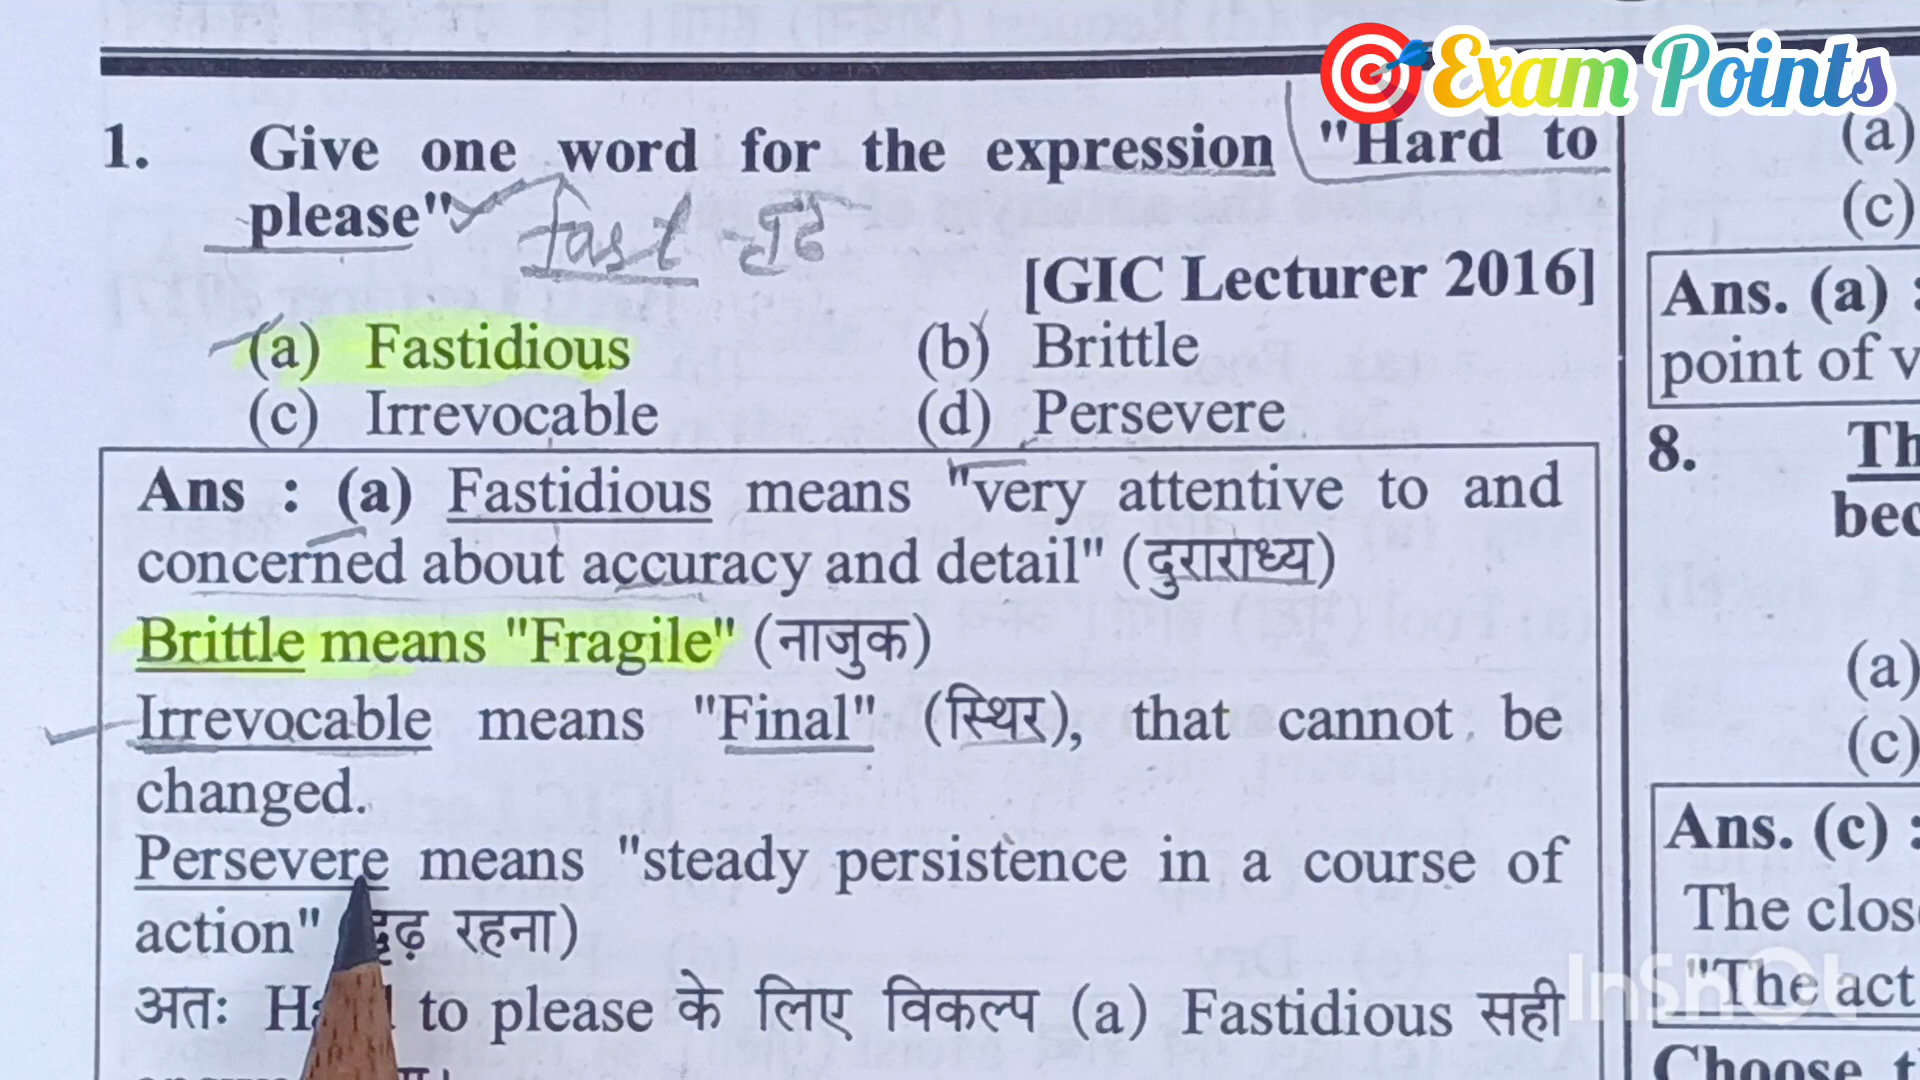 Exam Points
1. Give one word for the expression "Hard to
please"
fast
[GIC Lecturer 2016]
(a) Fastidious (b) Brittle
(c) Irrevocable (d) Persevere
Ans : (a) Fastidious means "very attentive to and
concerned about accuracy and detail" (दुराराध्य)
Brittle means "Fragile" (नाजुक)
Irrevocable means "Final" (स्थिर), that cannot be
changed.
Persevere means "steady persistence in a course of
action" रहना)
अतः to please के लिए विकल्प (a) Fastidious सही
(a)
(c)
Ans. (a) :
point of v
8. Th
bec
(a)
(c)
Ans. (c) :
The clos
"The act
Choose t
InShOt